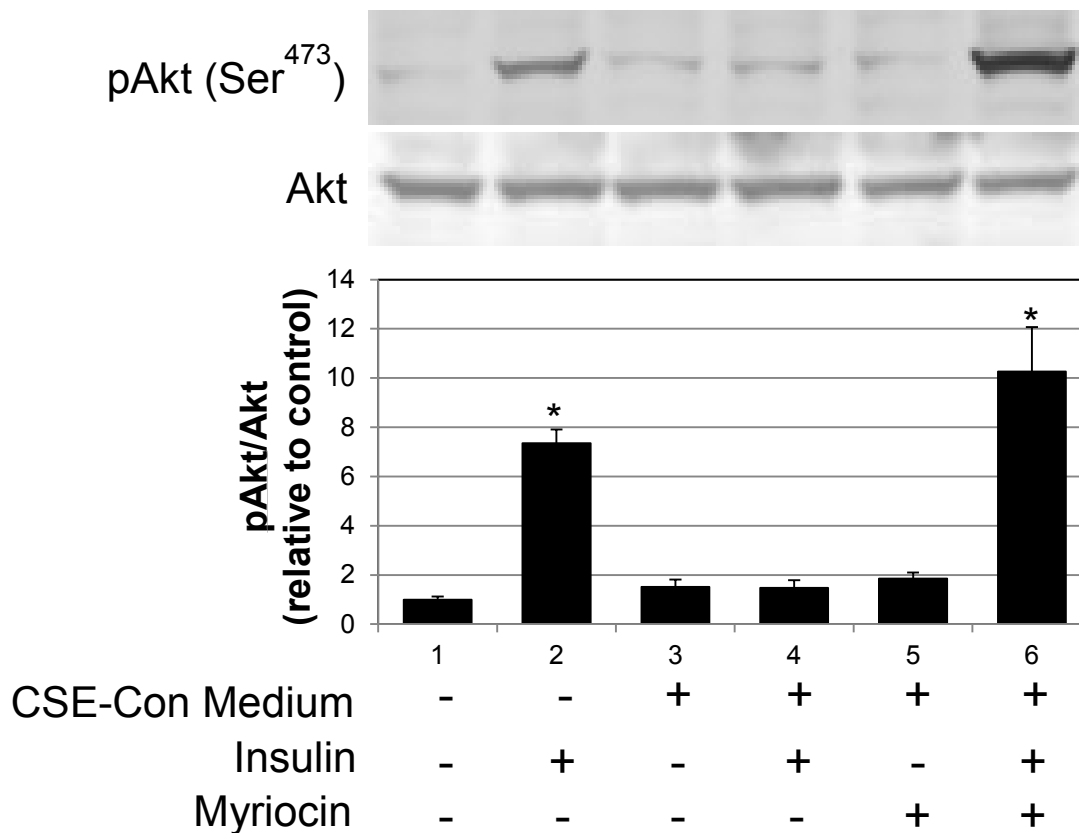 pAkt (Ser473)
Akt
pAkt/Akt
(relative to control)
14
12
10
8
6
4
2
0
*
*
1 2 3 4 5 6
CSE-Con Medium - - + + + +
Insulin - + - + - +
Myriocin - - - - + +